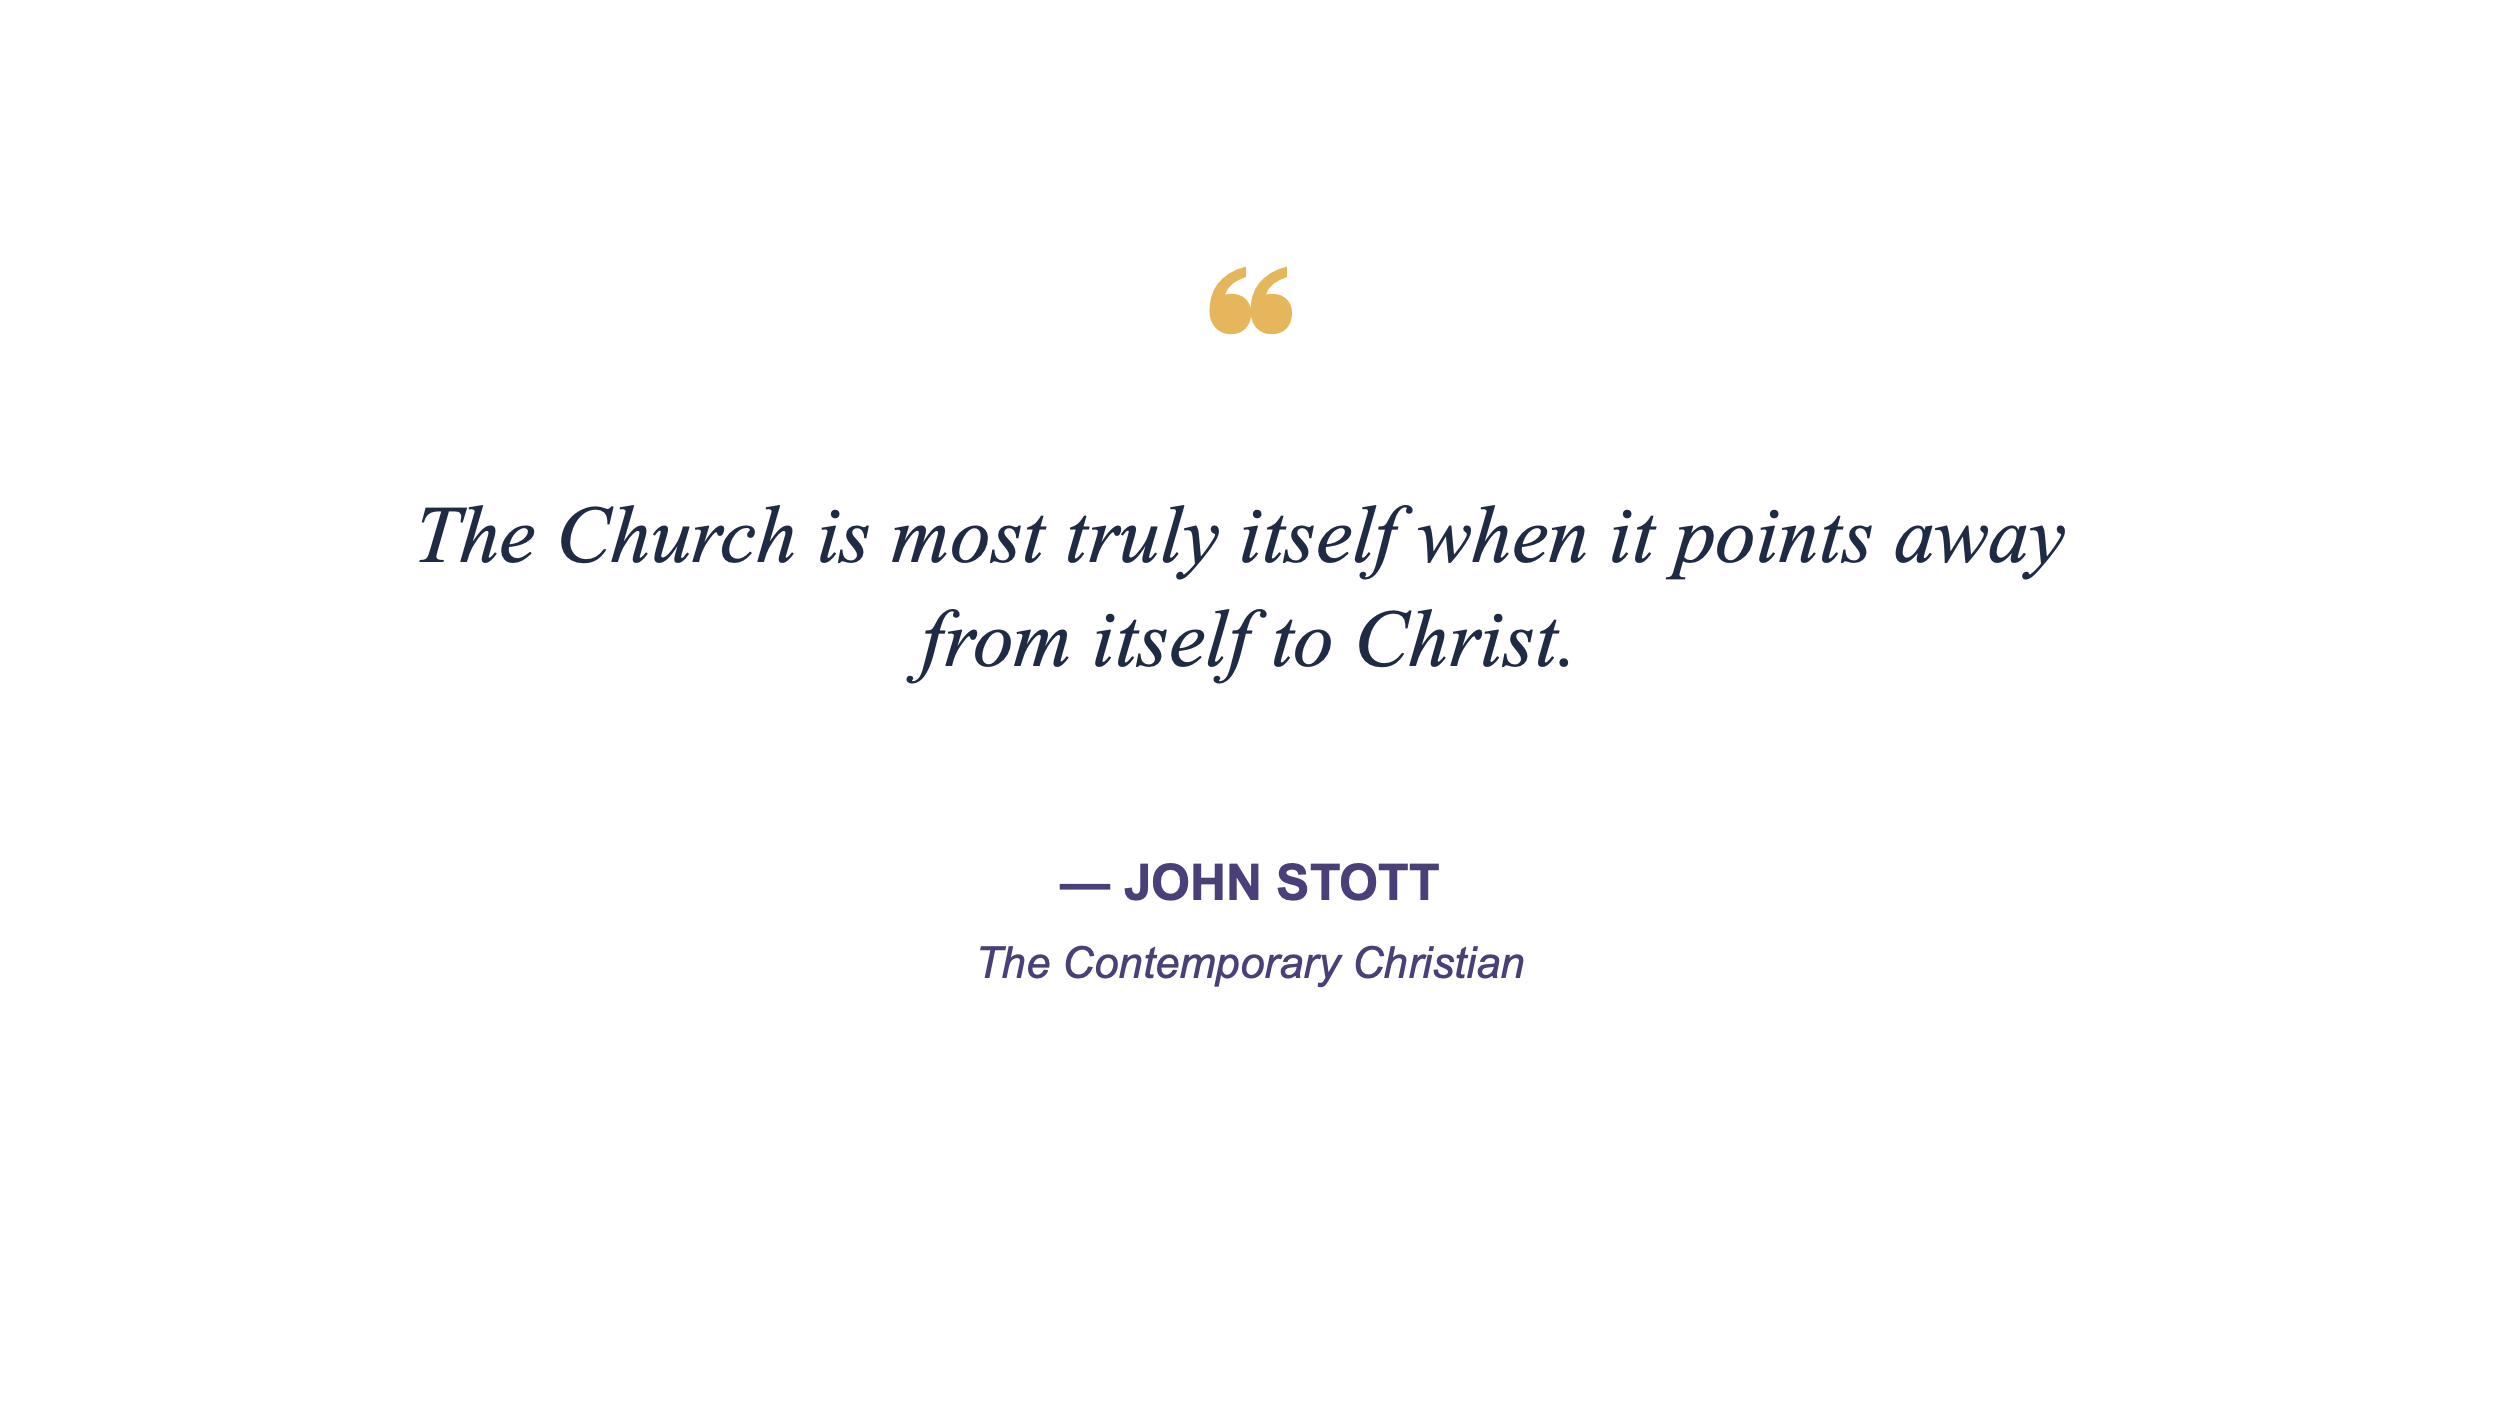 “
The Church is most truly itself when it points away
from itself to Christ.
— JOHN STOTT
The Contemporary Christian